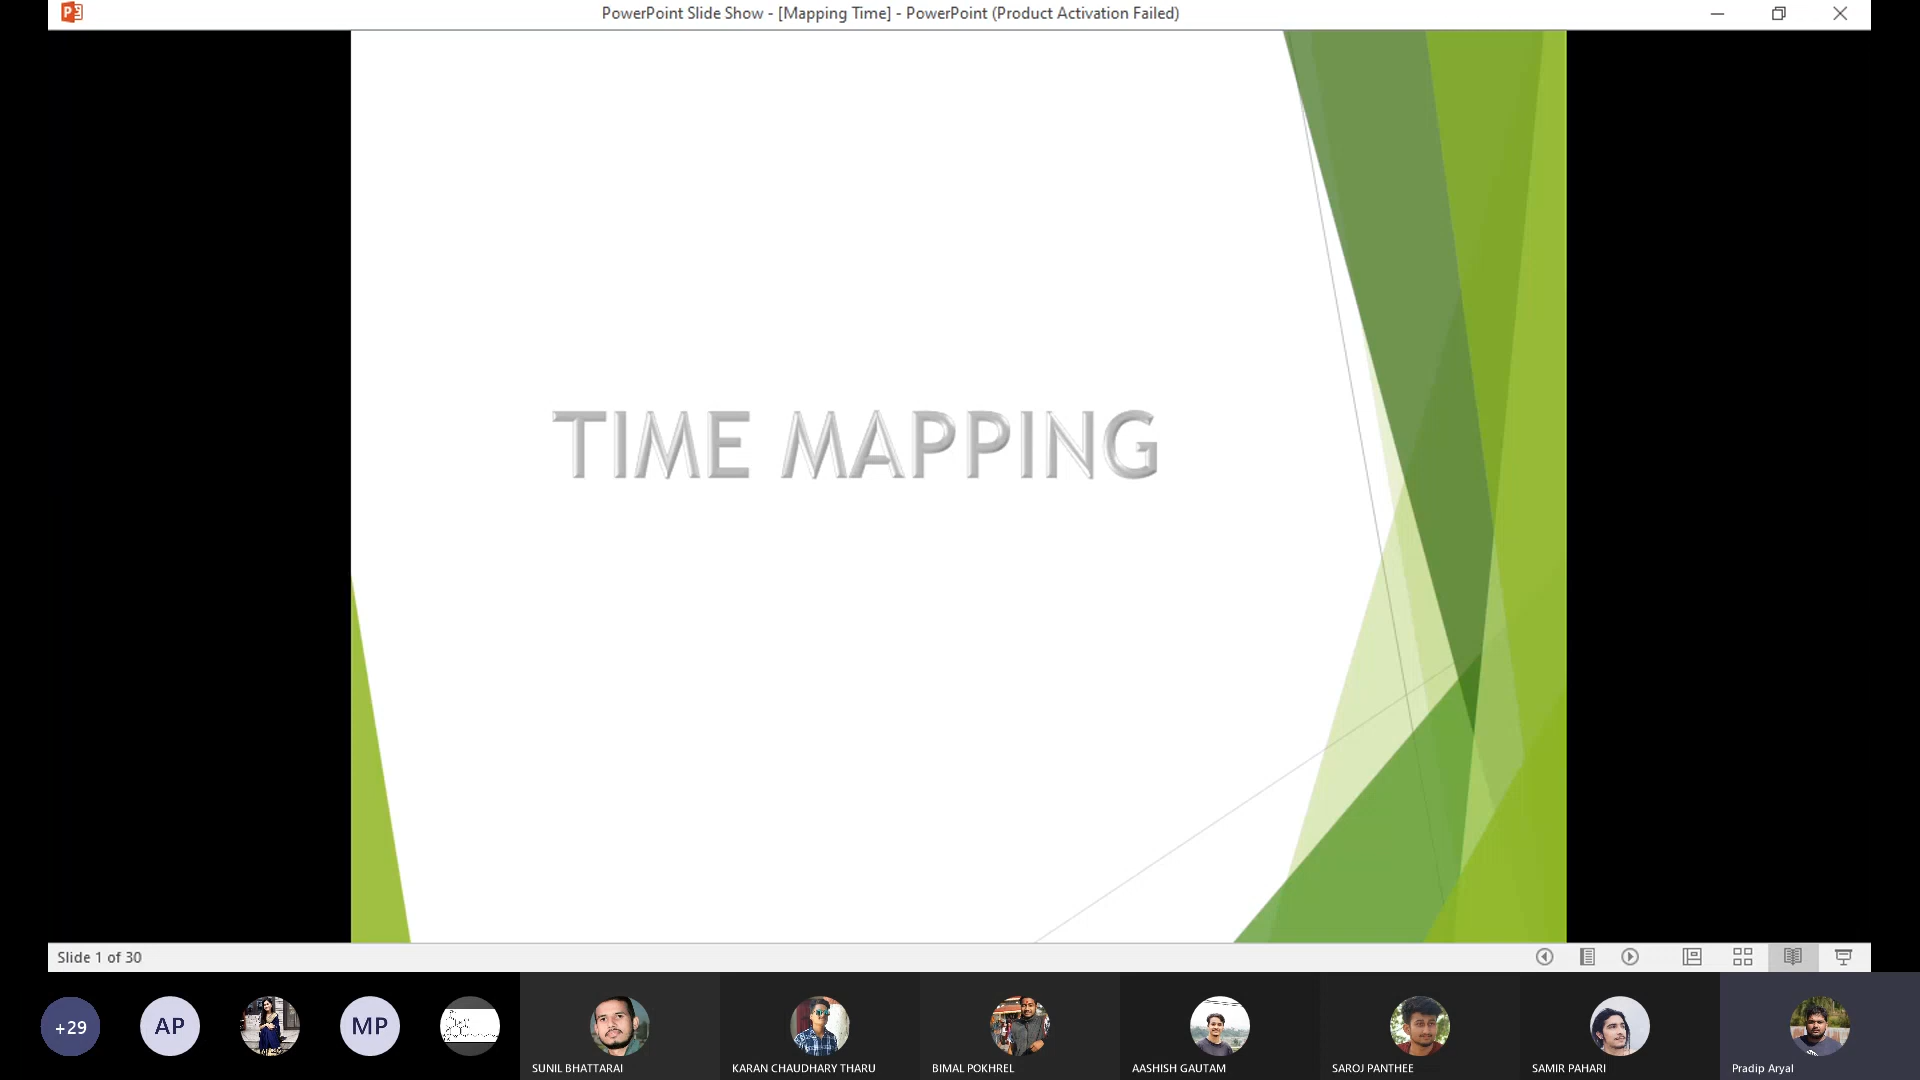 PowerPoint Slide Show - [Mapping Time] - PowerPoint (Product Activation Failed)
TIME MAPPING
Slide 1 of 30
+29
AP
MP
SUNIL BHATTARAI
KARAN CHAUDHARY THARU
BIMAL POKHREL
AASHISH GAUTAM
SAROJ PANTHEE
SAMIR PAHARI
Pradip Aryal